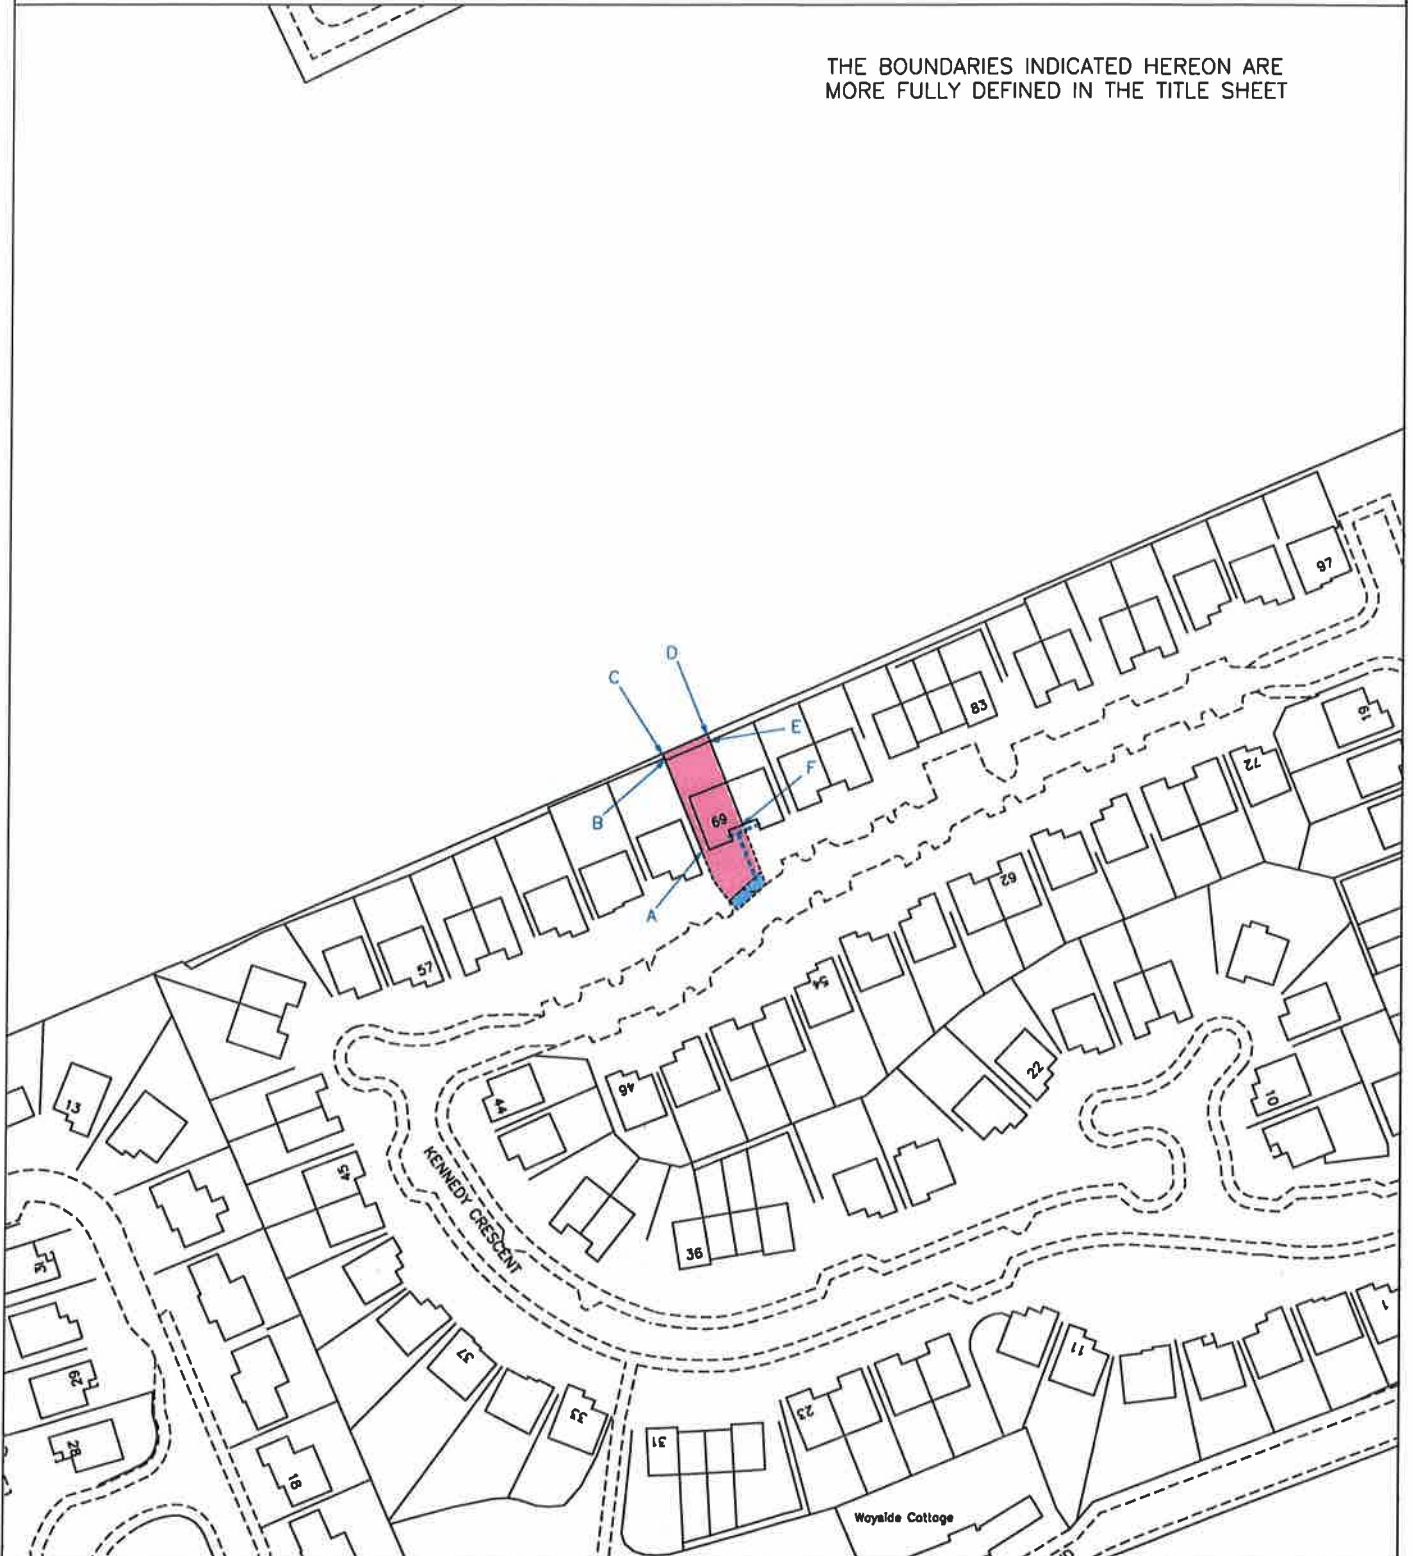 THE BOUNDARIES INDICATED HEREON ARE
MORE FULLY DEFINED IN THE TITLE SHEET
97
D
C
83
E
19
F
72
B
69
62
A
57
54
22
13
44
46
10
KENNEDY CRESCENT
45
36
31
1
11
37
29
23
33
31
28
18
Wayside Cottage